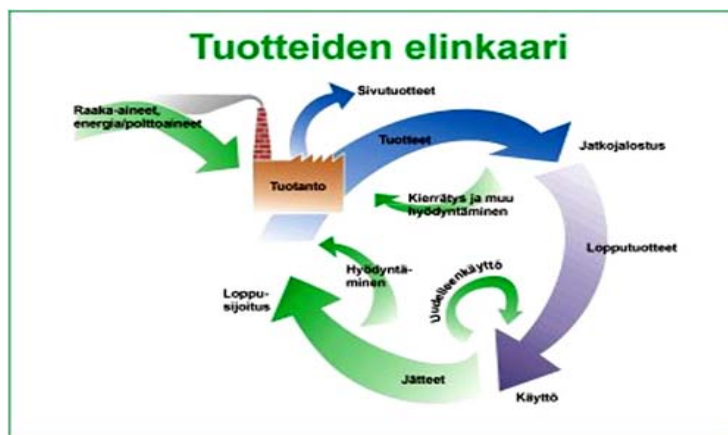 Tuotteiden elinkaari
Sivutuotteet
Raaka-aineet,
energia/polttoaineet
Tuotteet
Jatkojalostus
Tuotanto
Kierrätys ja muu
hyödyntäminen
Lopputuotteet
Hyödyntä-
minen
Uudelleenkäyttö
Loppu-
sijoitus
Jätteet
Käyttö